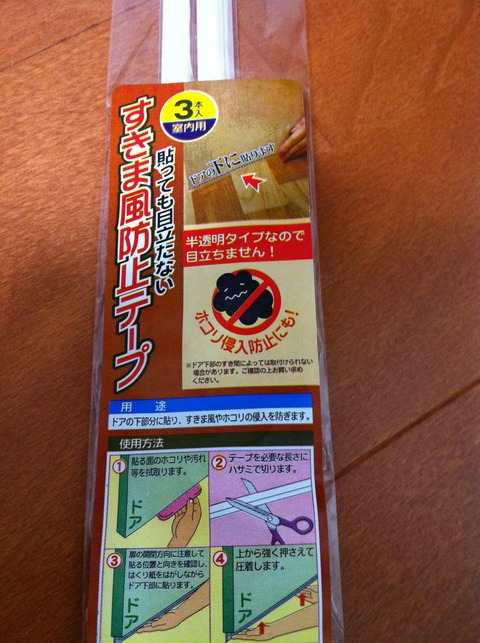 3本入
室内用
貼っても目立たない
すきま風防止テープ
ドアの下に貼ります
半透明タイプなので
目立ちません!
ホコリ侵入防止にも!
※ドア下部のすき間によっては取付けられない
場合があります。ご確認の上お買い求め
ください。
用 途
ドアの下部分に貼り、すきま風やホコリの侵入を防ぎます。
使用方法
① 貼る面のホコリや汚れ
等を拭取ります。
ドア
② テープを必要な長さに
ハサミで切ります。
③ 扉の開閉方向に注意して
貼る位置と向きを確認し、
はくり紙をはがしながら
ドア下部に貼ります。
ドア
④ 上から強く押さえて
圧着します。
ドア